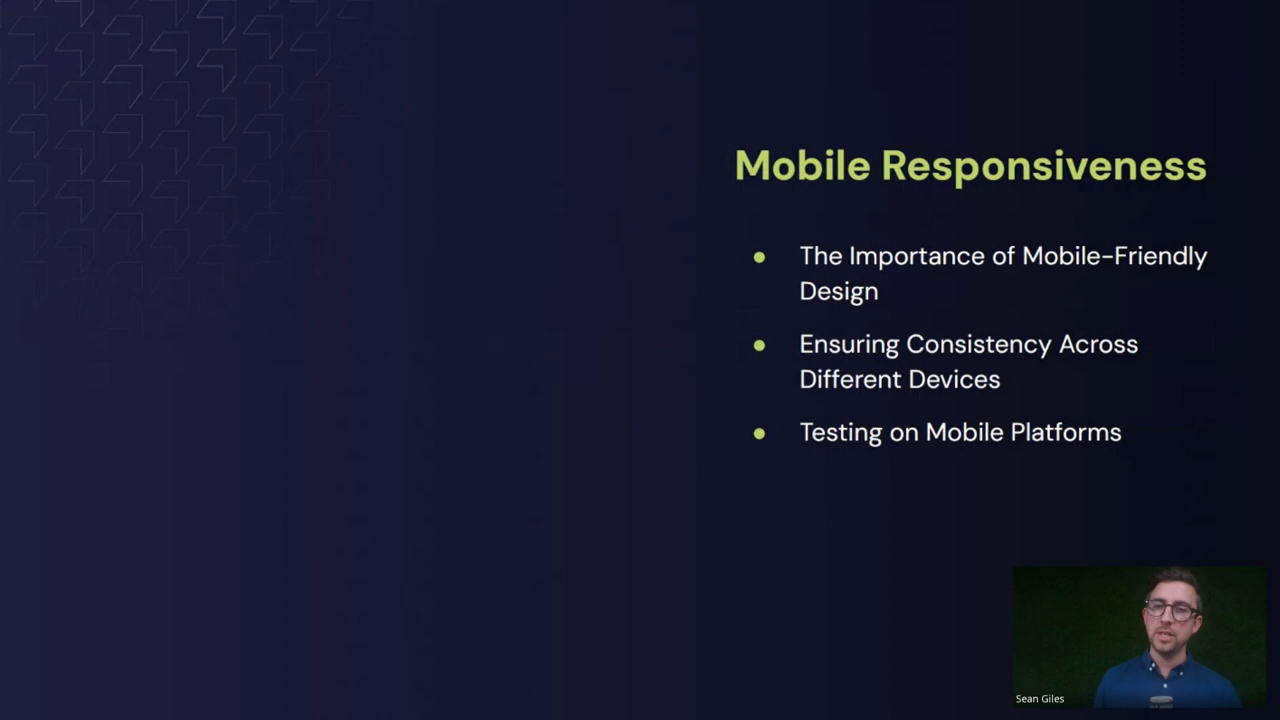 Mobile Responsiveness
● The Importance of Mobile-Friendly
Design
● Ensuring Consistency Across
Different Devices
● Testing on Mobile Platforms
Sean Giles